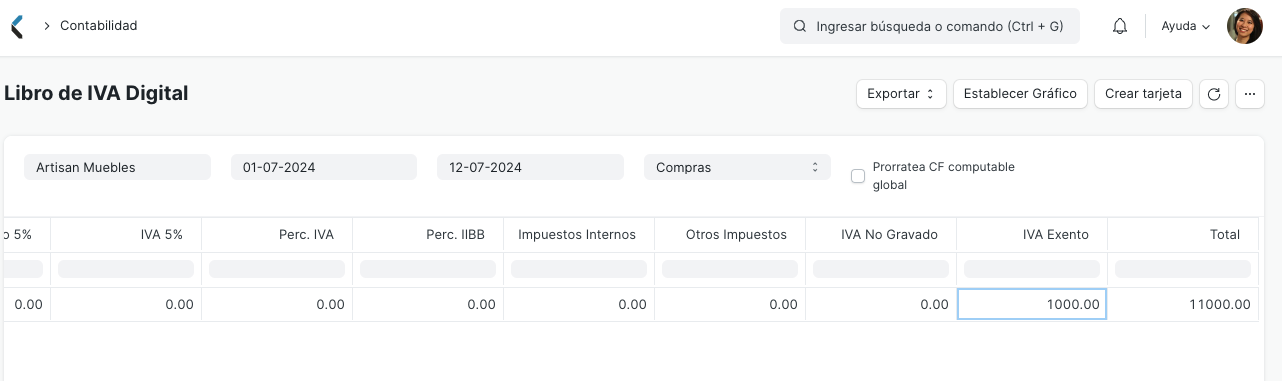 Contabilidad
Ingresar búsqueda o comando (Ctrl + G)
Ayuda
Libro de IVA Digital
Exportar
Establecer Gráfico
Crear tarjeta
Artisan Muebles
01-07-2024
12-07-2024
Compras
Prorratea CF computable
global
o 5% IVA 5% Perc. IVA Perc. IIBB Impuestos Internos Otros Impuestos IVA No Gravado IVA Exento Total
0.00 0.00 0.00 0.00 0.00 0.00 0.00 1000.00 11000.00